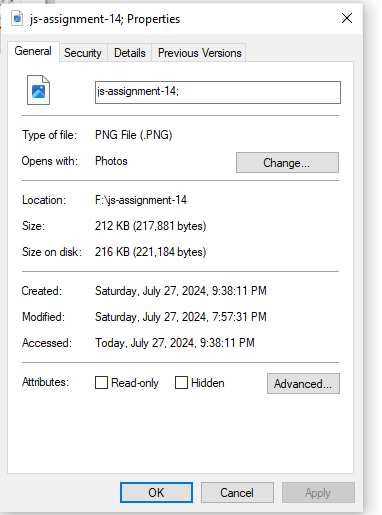 js-assignment-14; Properties
General Security Details Previous Versions
js-assignment-14;
Type of file: PNG File (.PNG)
Opens with: Photos Change...
Location: F:\js-assignment-14
Size: 212 KB (217,881 bytes)
Size on disk: 216 KB (221,184 bytes)
Created: Saturday, July 27, 2024, 9:38:11 PM
Modified: Saturday, July 27, 2024, 7:57:31 PM
Accessed: Today, July 27, 2024, 9:38:11 PM
Attributes: Read-only Hidden Advanced...
OK Cancel Apply